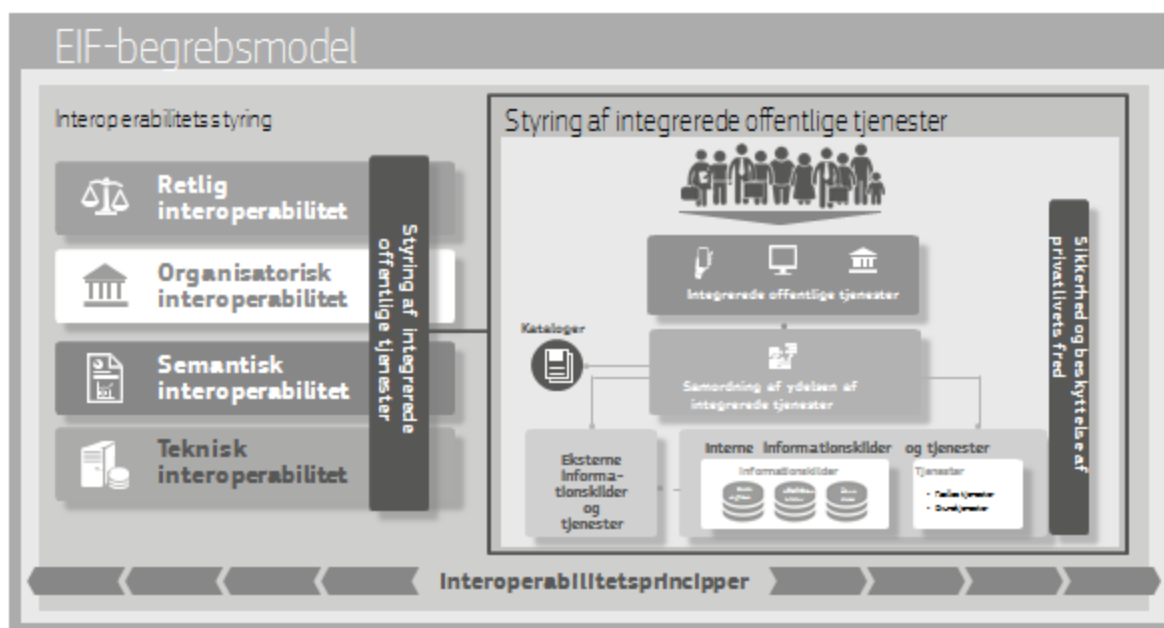 EIF-begrebsmodel
Interoperabilitetsstyring
Retlig
interoperabilitet
Organisatorisk
interoperabilitet
Semantisk
interoperabilitet
Teknisk
interoperabilitet
Styring af integrerede
offentlige tjenester
Styring af integrerede offentlige tjenester
Integrerede offentlige tjenester
Kataloger
Samordning af ydelsen af
integrerede tjenester
Eksterne
informa-
tionskilder
og
tjenester
Interne informationskilder og tjenester
Informationskilder
Tjenester
Sikkerhed og beskyttelse af
privatlivets fred
Interoperabilitetsprincipper